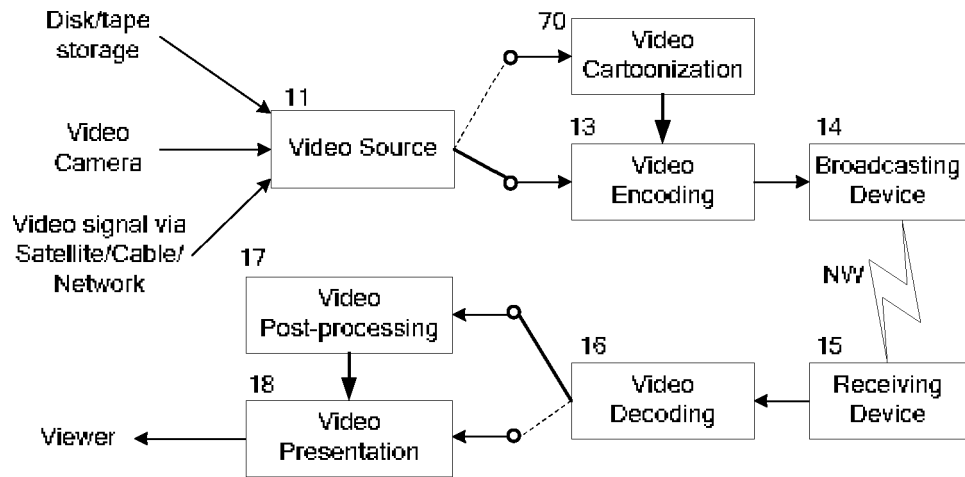 Disk/tape
storage
70
Video
Cartoonization
11
Video
Camera
Video Source
13
Video
Encoding
14
Broadcasting
Device
Video signal via
Satellite/Cable/
Network
NW
17
Video
Post-processing
16
Video
Decoding
15
Receiving
Device
18
Video
Presentation
Viewer